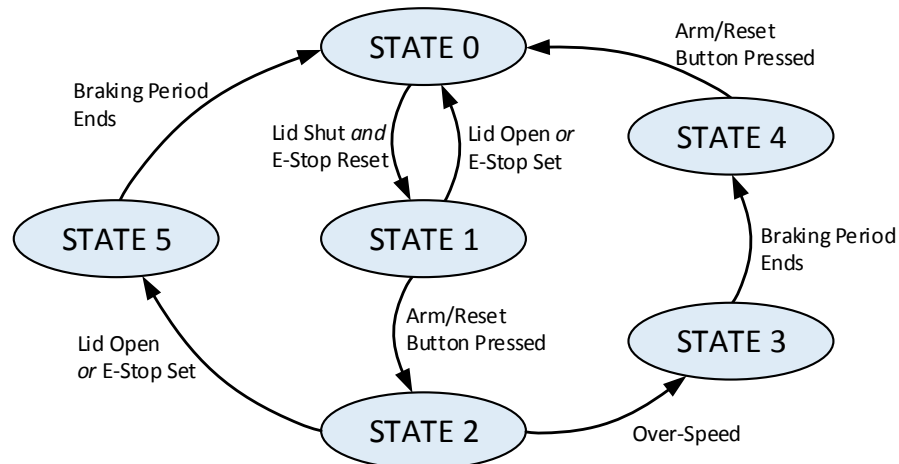 STATE 0
Arm/Reset
Button Pressed
Braking Period
Ends
Lid Shut and
E-Stop Reset
Lid Open or
E-Stop Set
STATE 4
STATE 5
STATE 1
Braking Period
Ends
Arm/Reset
Button Pressed
Lid Open
or E-Stop Set
STATE 3
STATE 2
Over-Speed